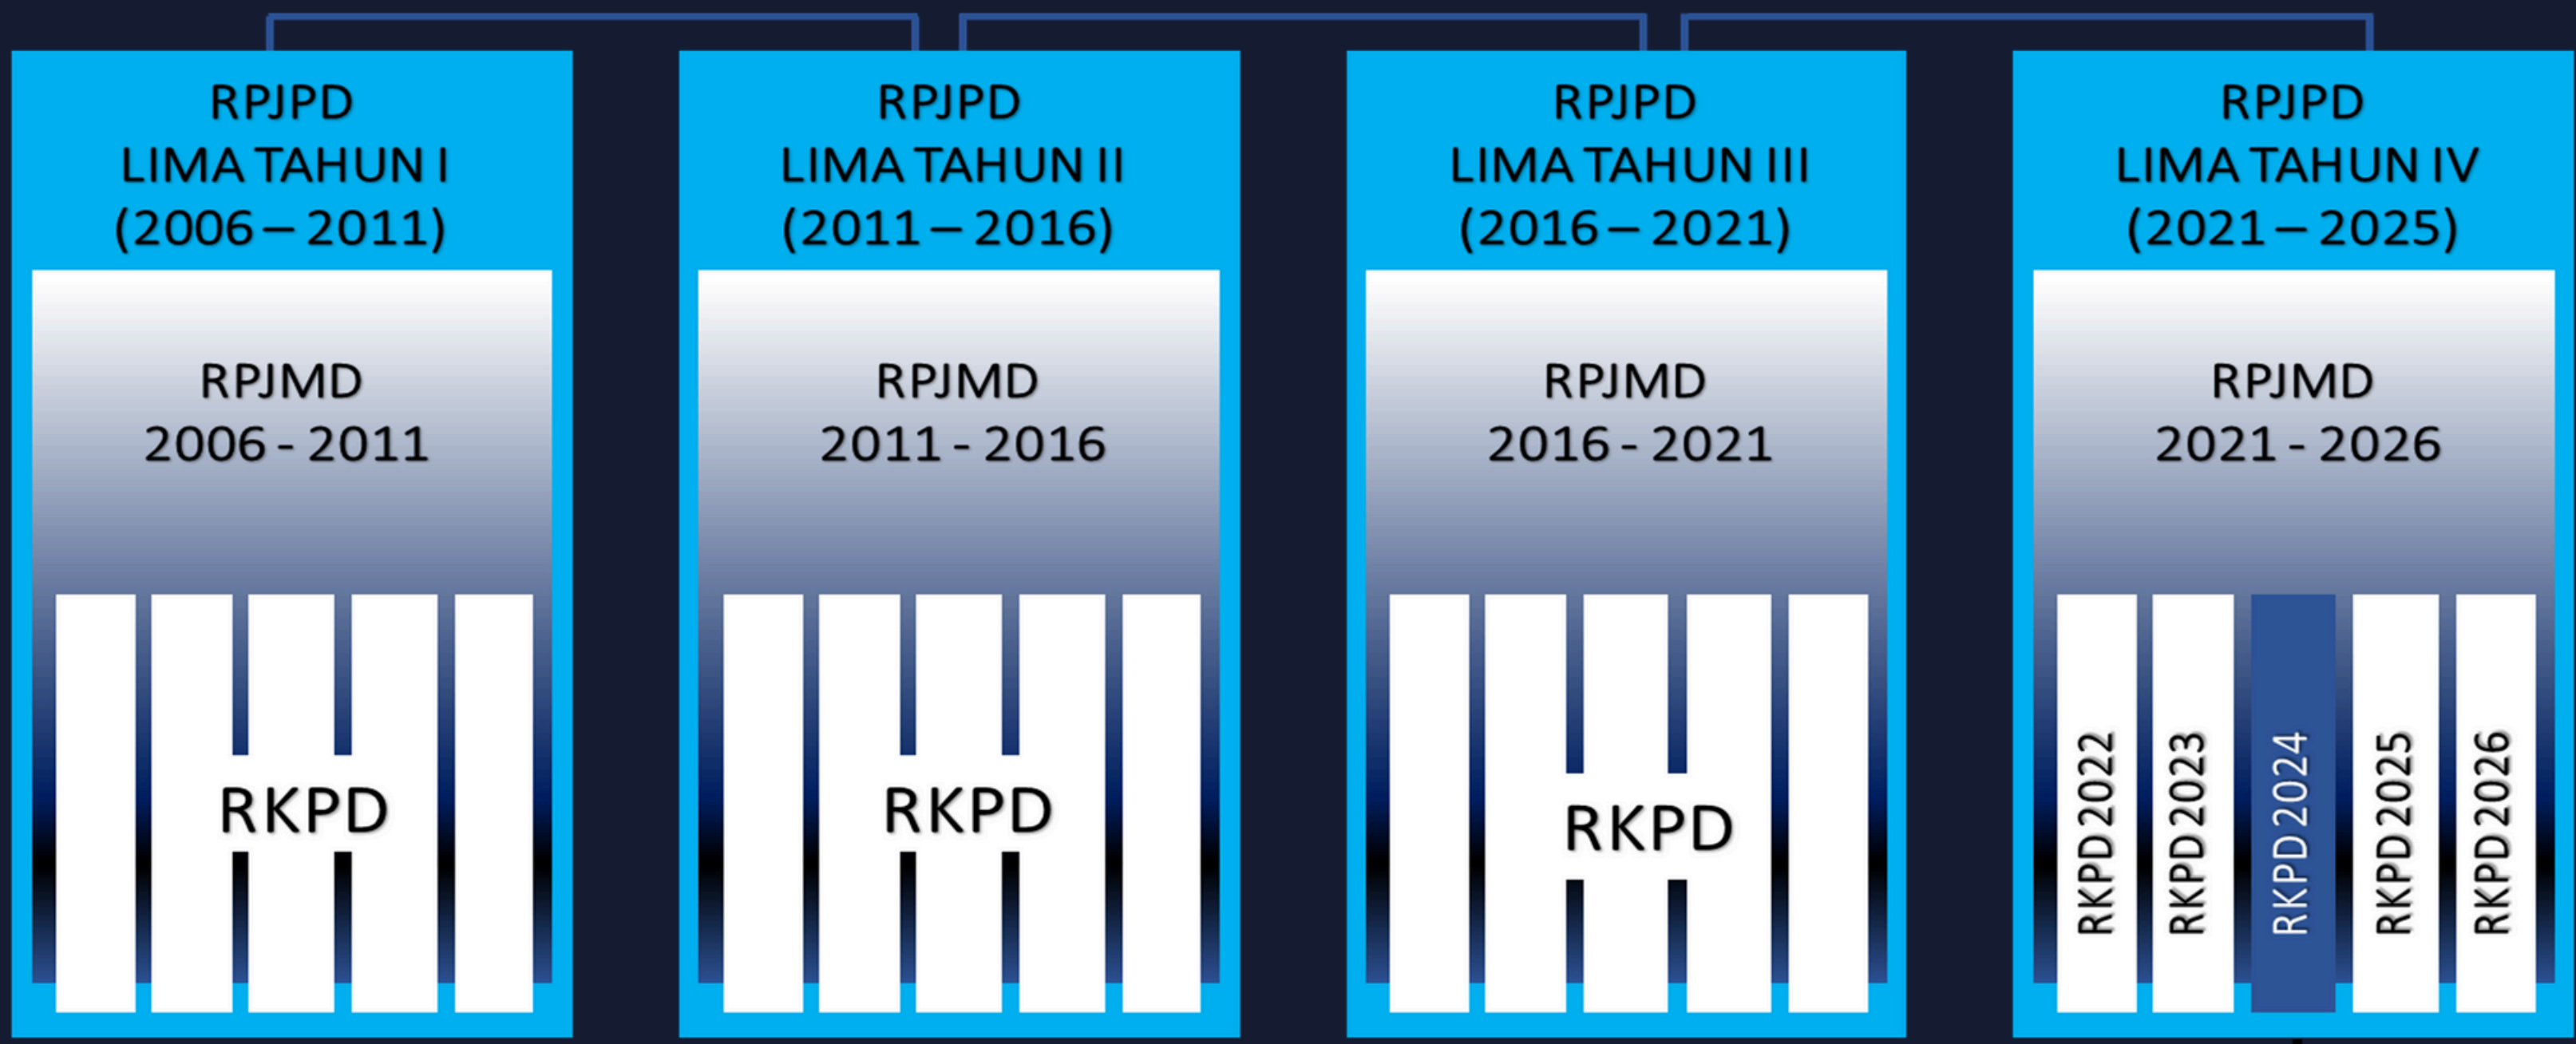 RPJPD
LIMA TAHUN I
(2006 – 2011)
RPJMD
2006 - 2011
RKPD
RPJPD
LIMA TAHUN II
(2011 – 2016)
RPJMD
2011 - 2016
RKPD
RPJPD
LIMA TAHUN III
(2016 – 2021)
RPJMD
2016 - 2021
RKPD
RPJPD
LIMA TAHUN IV
(2021 – 2025)
RPJMD
2021 - 2026
RKPD 2022
RKPD 2023
RKPD 2024
RKPD 2025
RKPD 2026